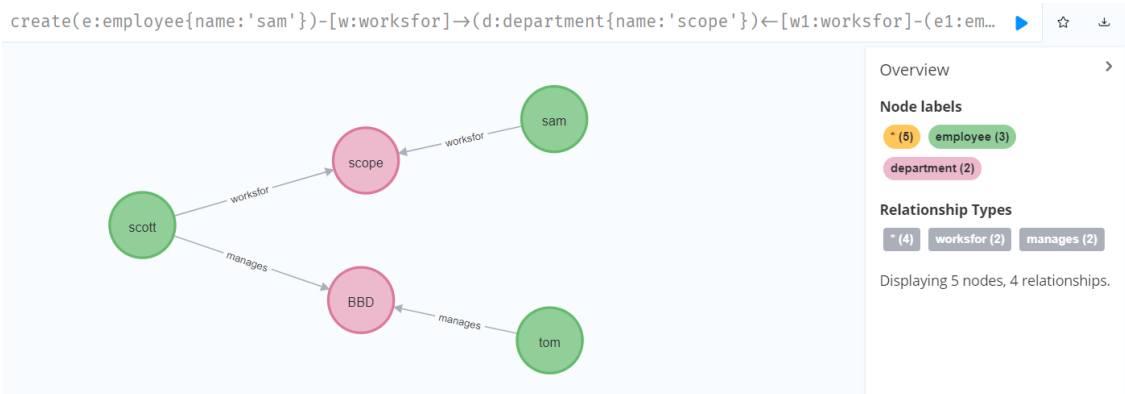 create(e:employee{name:'sam'})-[w:worksfor]→(d:department{name:'scope'})←[w1:worksfor]-(e1:em…
Overview
Node labels
* (5) employee (3)
department (2)
Relationship Types
* (4) worksfor (2) manages (2)
Displaying 5 nodes, 4 relationships.
sam
worksfor
scope
worksfor
scott
manages
BBD
manages
tom